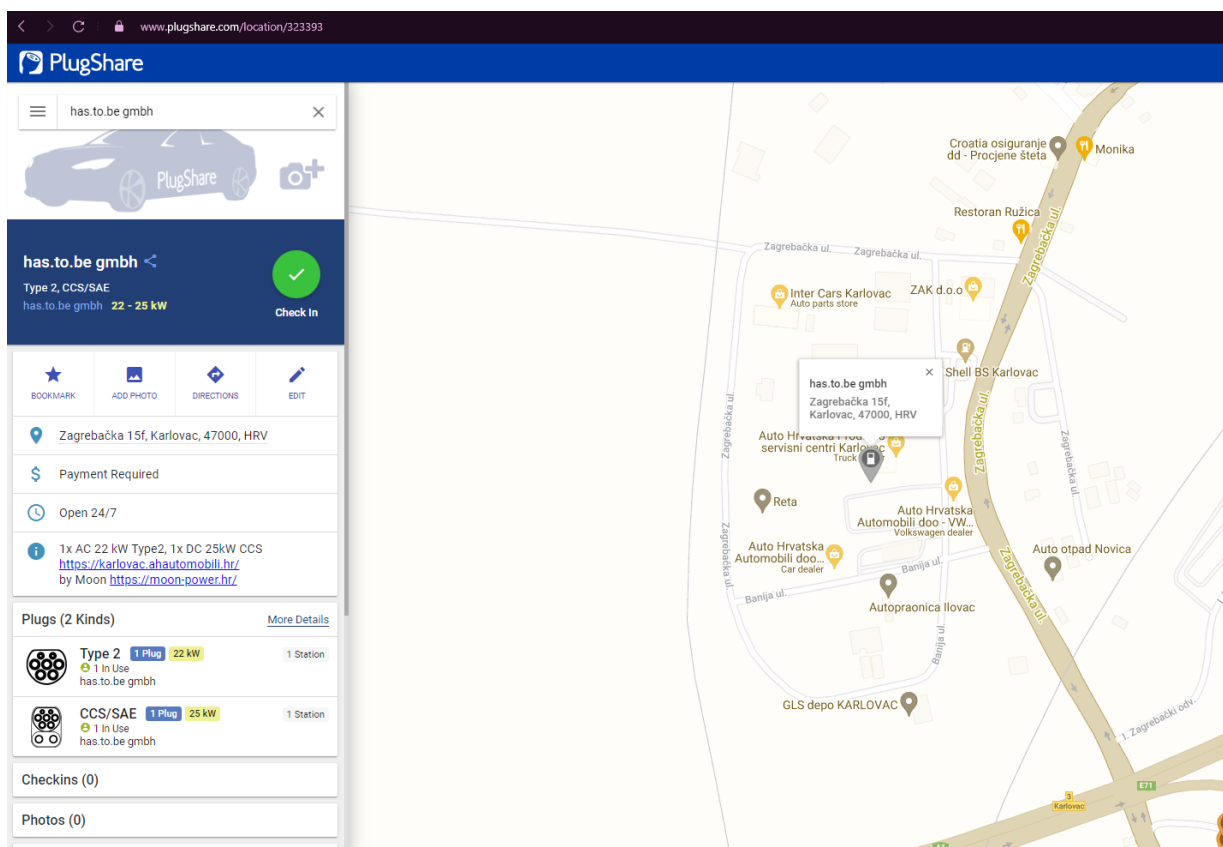 www.plugshare.com/location/323393
PlugShare
has.to.be gmbh
PlugShare
has.to.be gmbh
Type 2, CCS/SAE
has.to.be gmbh 22 - 25 kW
Check In
BOOKMARK
ADD PHOTO
DIRECTIONS
EDIT
Zagrebačka 15f, Karlovac, 47000, HRV
Payment Required
Open 24/7
1x AC 22 kW Type2, 1x DC 25kW CCS
https://karlovac.ahautomobili.hr/
by Moon https://moon-power.hr/
Plugs (2 Kinds)
More Details
Type 2 1 Plug 22 kW
1 Station
1 In Use
has.to.be gmbh
CCS/SAE 1 Plug 25 kW
1 Station
1 In Use
has.to.be gmbh
Checkins (0)
Photos (0)
Croatia osiguranje
dd - Procjene šteta
Monika
Restoran Ružica
Zagrebačka ul.
Zagrebačka ul.
Zagrebačka ul.
Inter Cars Karlovac
Auto parts store
ZAK d.o.o
Shell BS Karlovac
has.to.be gmbh
Zagrebačka 15f,
Karlovac, 47000, HRV
Zagrebačka ul.
Zagrebačka ul.
Zagrebačka ul.
Auto Hrvatska
servisni centri Karlovac
Truck
Reta
Auto Hrvatska
Automobili doo - VW...
Volkswagen dealer
Zagrebačka ul.
Auto Hrvatska
Automobili doo...
Car dealer
Auto otpad Novica
Banija ul.
Zagrebačka ul.
Banija ul.
Autopraonica Ilovac
Banija ul.
GLS depo KARLOVAC
1. Zagrebački odv.
E71
3
Karlovac